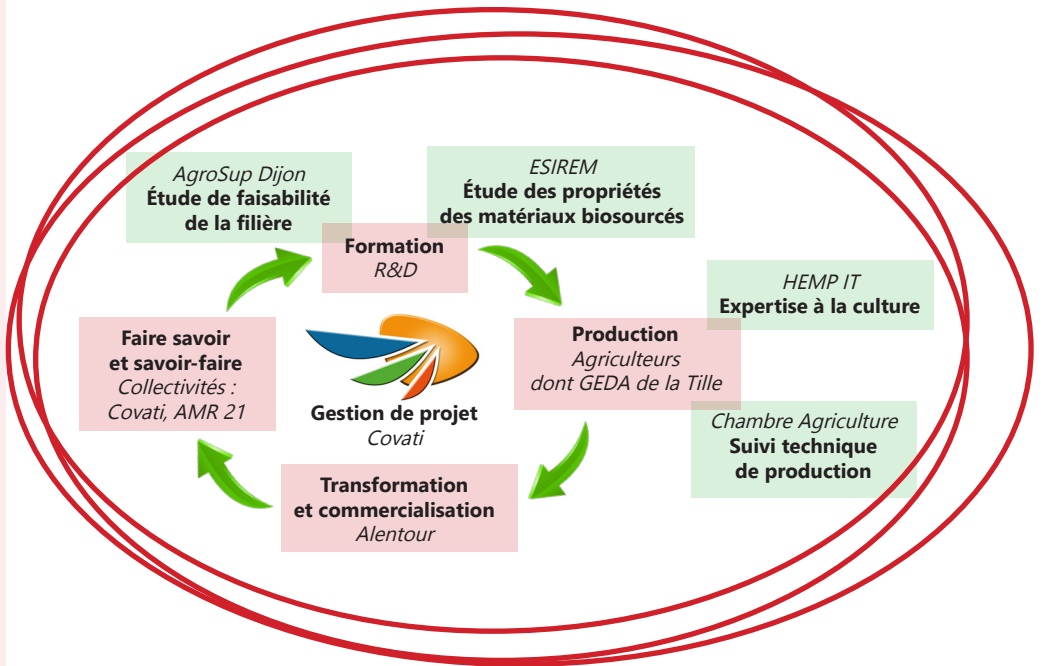 AgroSup Dijon
Étude de faisabilité
de la filière
ESIREM
Étude des propriétés
des matériaux biosourcés
Formation
R&D
HEMP IT
Expertise à la culture
Production
Agriculteurs
dont GEDA de la Tille
Chambre Agriculture
Suivi technique
de production
Transformation
et commercialisation
Alentour
Faire savoir
et savoir-faire
Collectivités :
Covati, AMR 21
Gestion de projet
Covati